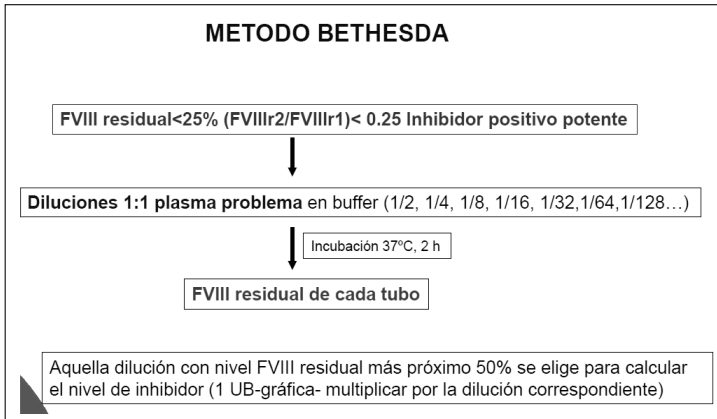 METODO BETHESDA
FVIII residual<25% (FVIIIr2/FVIIIr1)< 0.25 Inhibidor positivo potente
Diluciones 1:1 plasma problema en buffer (1/2, 1/4, 1/8, 1/16, 1/32,1/64,1/128…)
Incubación 37ºC, 2 h
FVIII residual de cada tubo
Aquella dilución con nivel FVIII residual más próximo 50% se elige para calcular
el nivel de inhibidor (1 UB-gráfica- multiplicar por la dilución correspondiente)